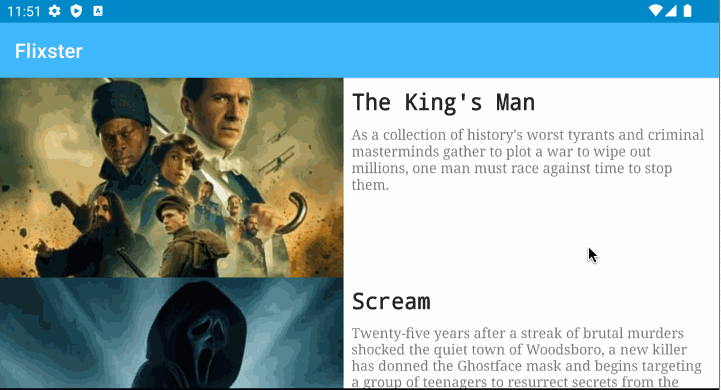 11:51
Flixster
The King's Man
As a collection of history's worst tyrants and criminal
masterminds gather to plot a war to wipe out
millions, one man must race against time to stop
them.
Scream
Twenty-five years after a streak of brutal murders
shocked the quiet town of Woodsboro, a new killer
has donned the Ghostface mask and begins targeting
a group of teenagers to resurrect secrets from the